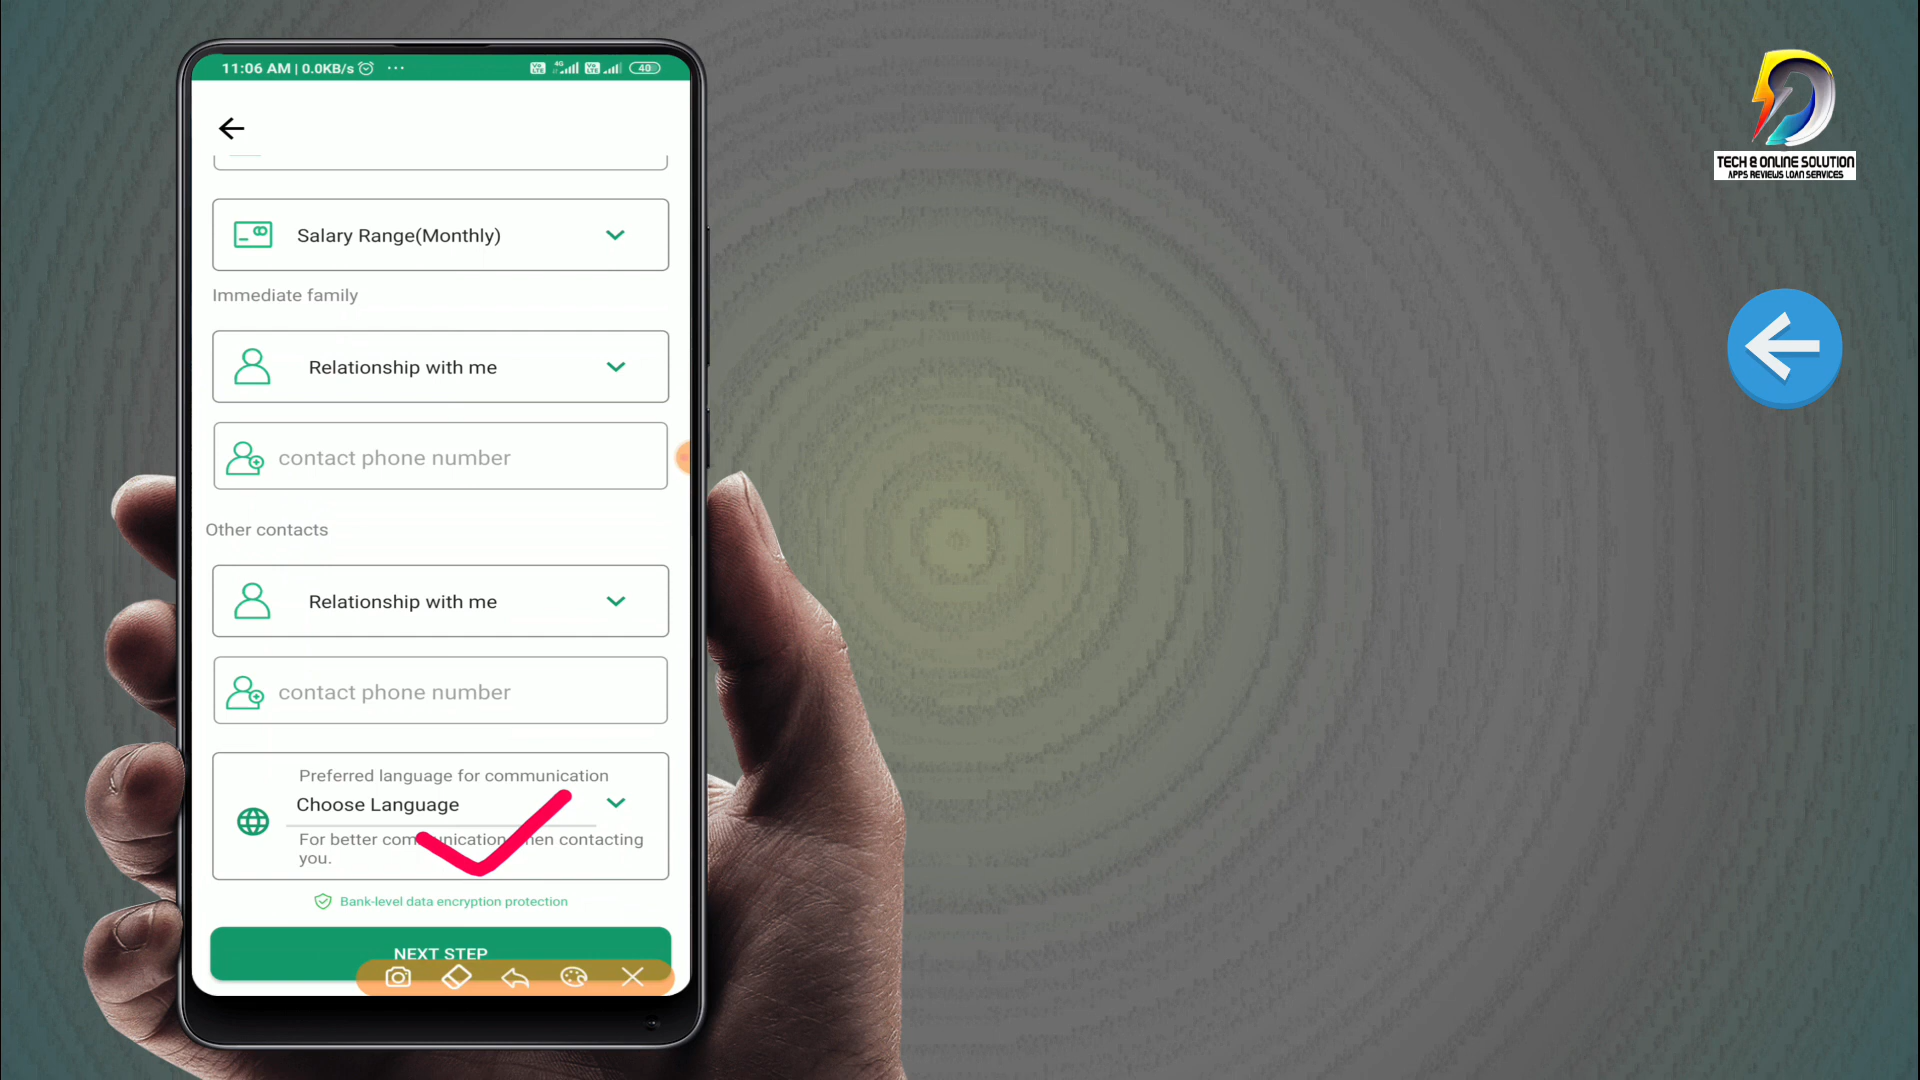 11:06 AM | 0.0KB/s
4G
40
TECH & ONLINE SOLUTION
APPS REVIEWS LOAN SERVICES
Salary Range(Monthly)
Immediate family
Relationship with me
contact phone number
Other contacts
Relationship with me
contact phone number
Preferred language for communication
Choose Language
For better communication when contacting
you.
Bank-level data encryption protection
NEXT STEP